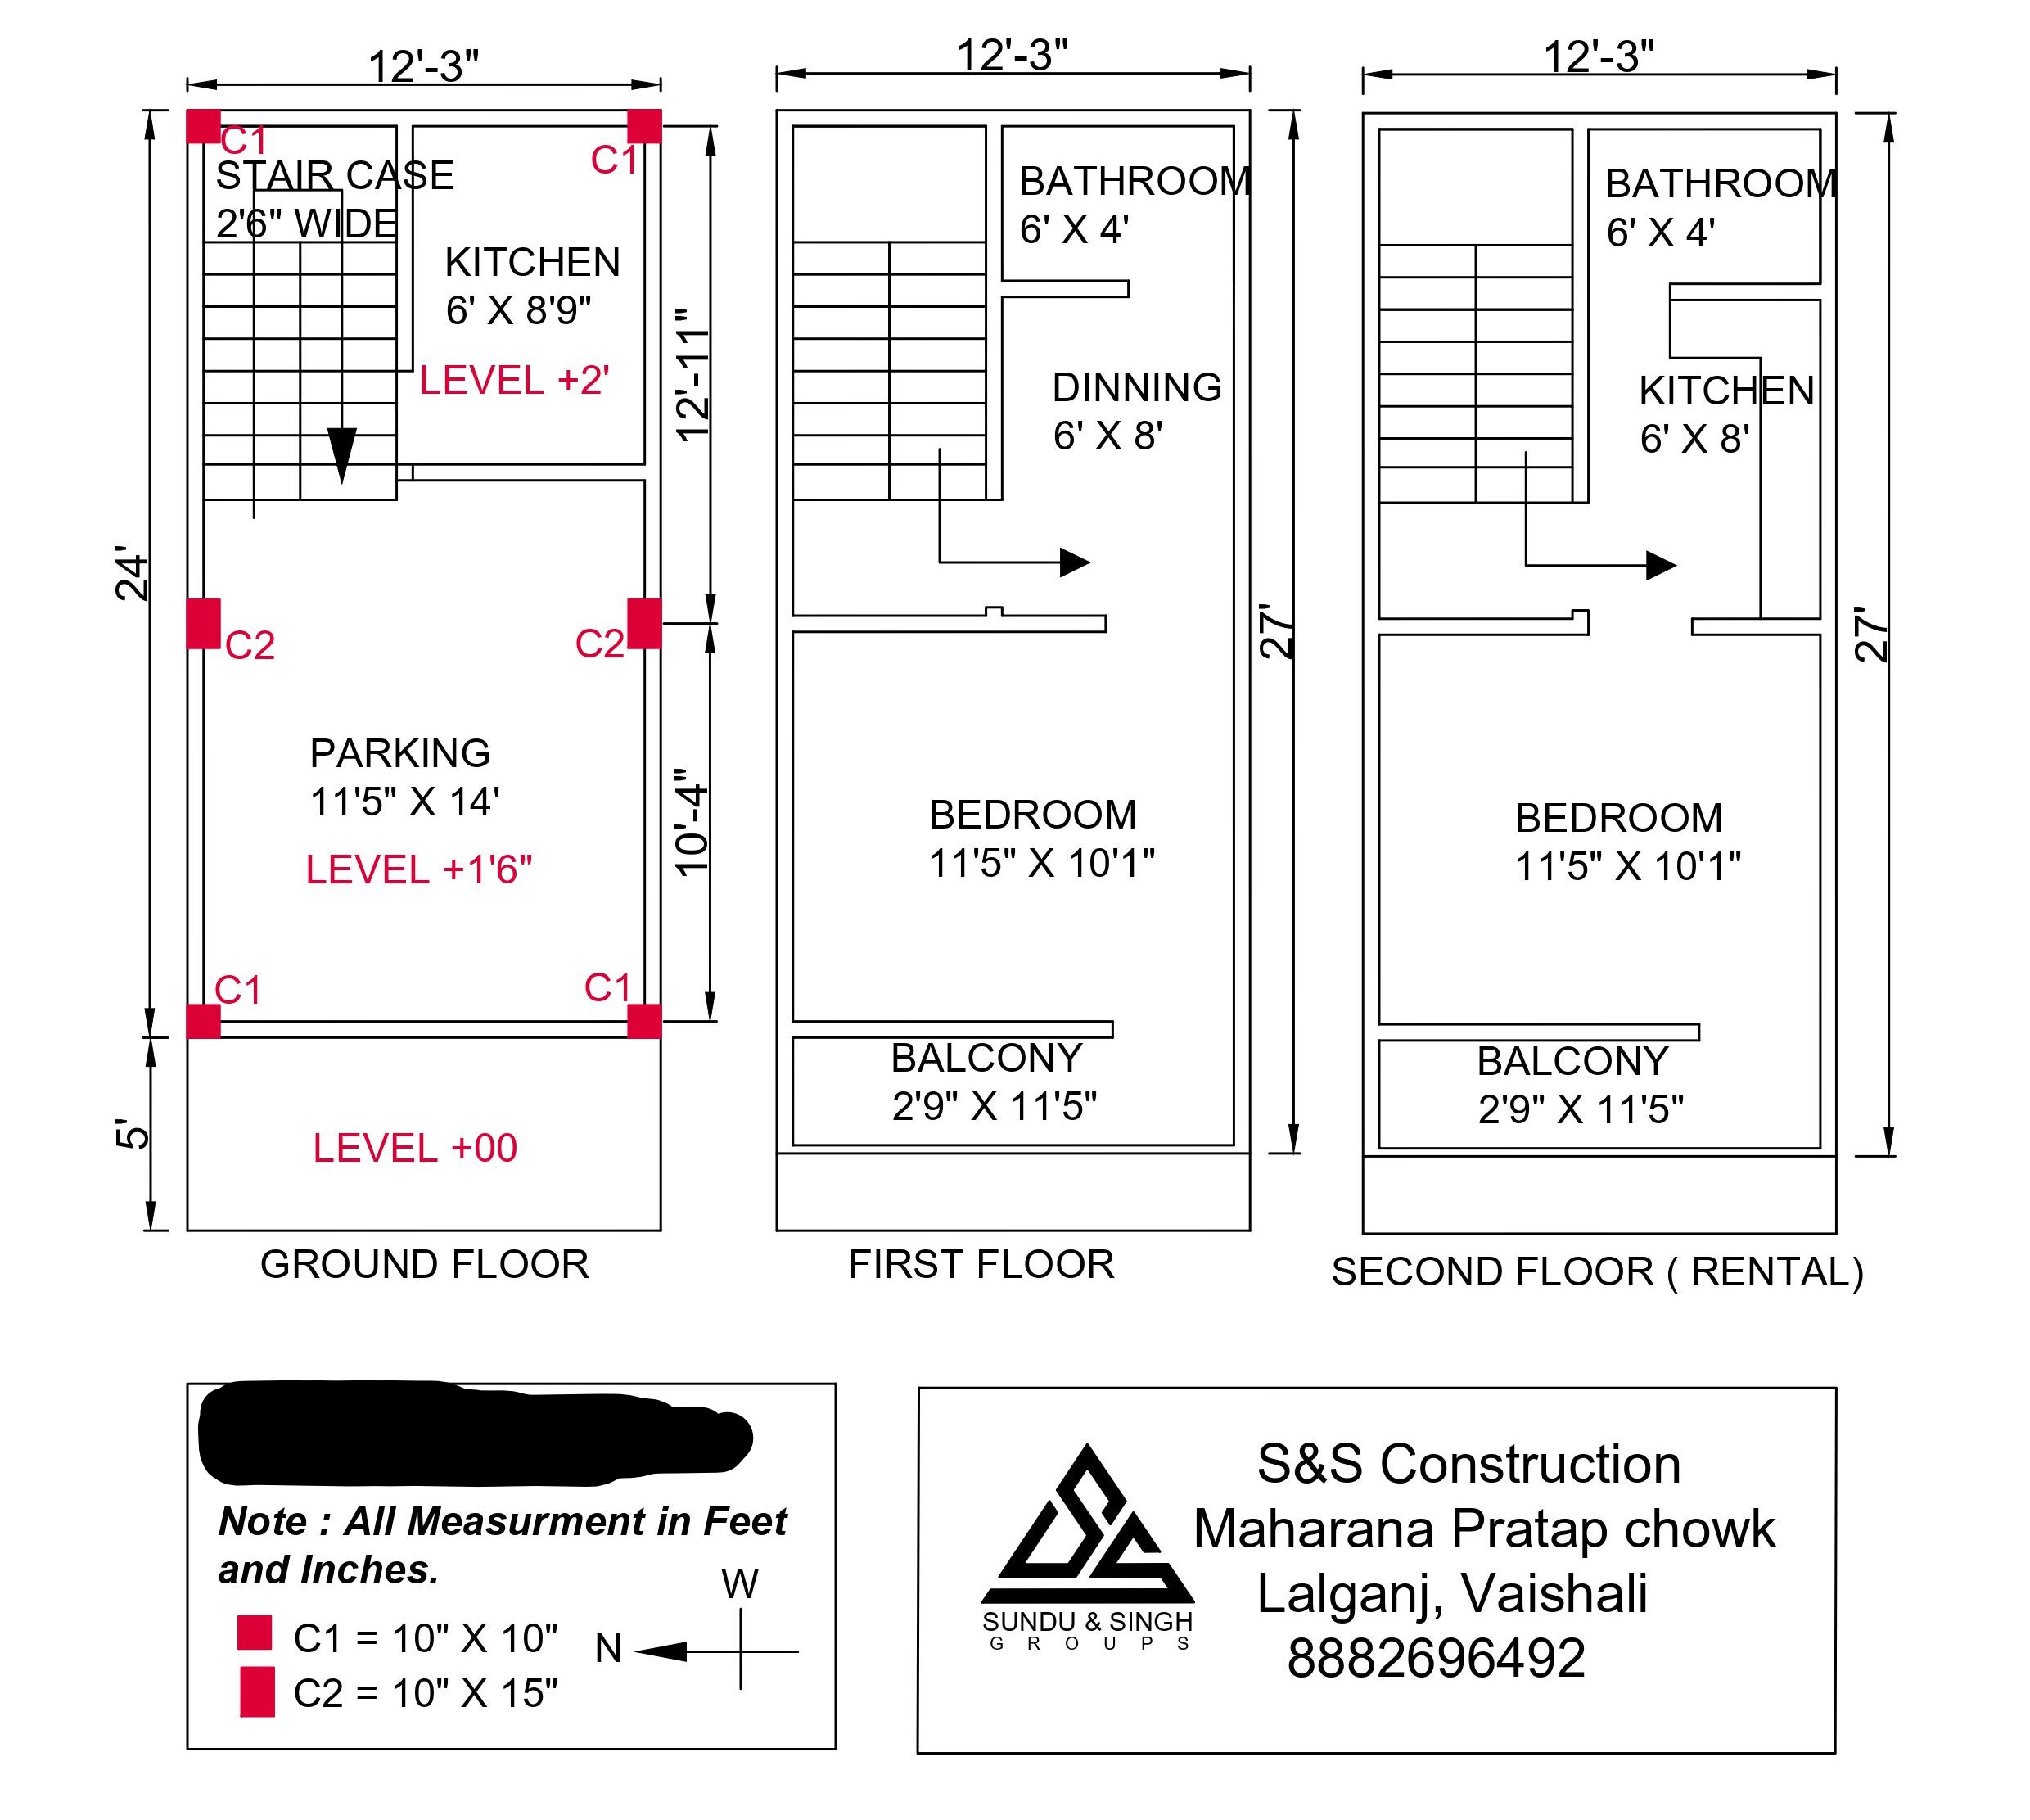 12'-3"
12'-3"
12'-3"
C1
C1
STAIR CASE
2'6" WIDE
KITCHEN
6' X 8'9"
LEVEL +2'
12'-11"
24'
C2
C2
PARKING
11'5" X 14'
LEVEL +1'6"
10'-4"
C1
C1
5'
LEVEL +00
GROUND FLOOR
BATHROOM
6' X 4'
DINNING
6' X 8'
27'
BEDROOM
11'5" X 10'1"
BALCONY
2'9" X 11'5"
FIRST FLOOR
BATHROOM
6' X 4'
KITCHEN
6' X 8'
27'
BEDROOM
11'5" X 10'1"
BALCONY
2'9" X 11'5"
SECOND FLOOR ( RENTAL)
Note : All Measurment in Feet
and Inches.
C1 = 10" X 10"
C2 = 10" X 15"
W
N
SUNDU & SINGH
GROUPS
S&S Construction
Maharana Pratap chowk
Lalganj, Vaishali
8882696492